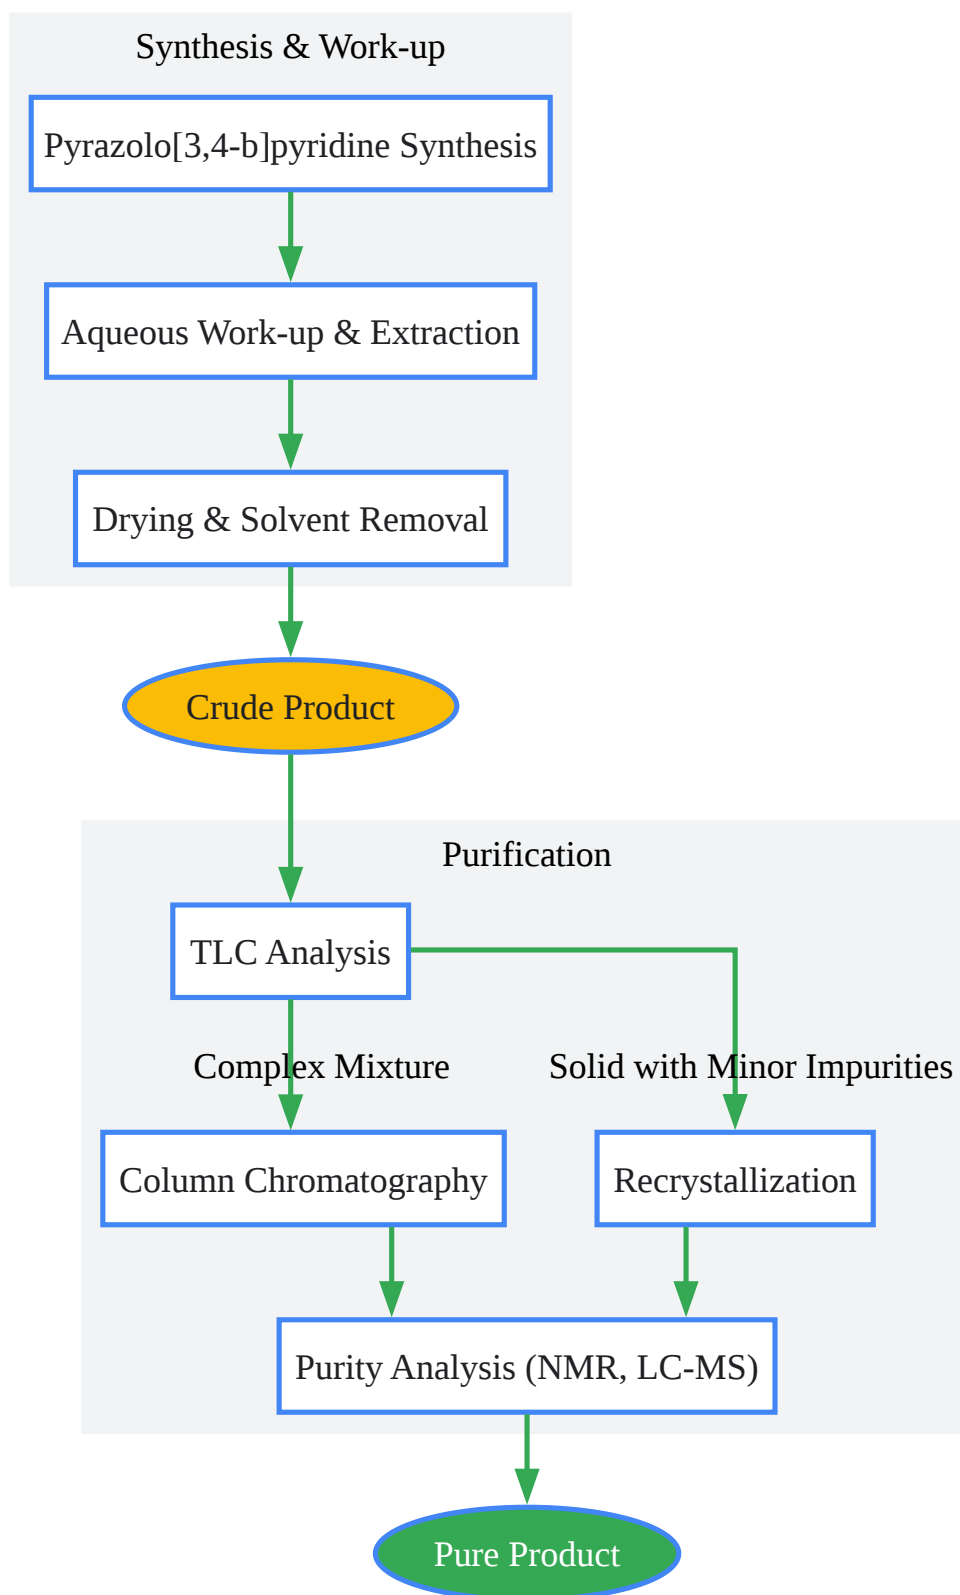 Synthesis & Work-up
Pyrazolo[3,4-b]pyridine Synthesis
Aqueous Work-up & Extraction
Drying & Solvent Removal
Crude Product
Purification
TLC Analysis
Complex Mixture
Solid with Minor Impurities
Column Chromatography
Recrystallization
Purity Analysis (NMR, LC-MS)
Pure Product